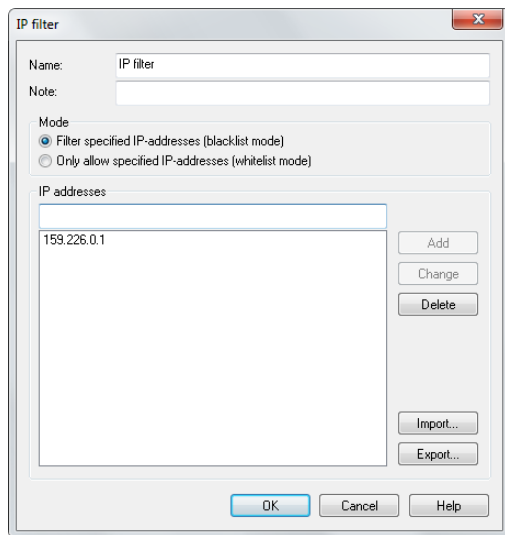 IP filter
Name: IP filter
Note:
Mode
Filter specified IP-addresses (blacklist mode)
Only allow specified IP-addresses (whitelist mode)
IP addresses
159.226.0.1
Add
Change
Delete
Import...
Export...
OK Cancel Help